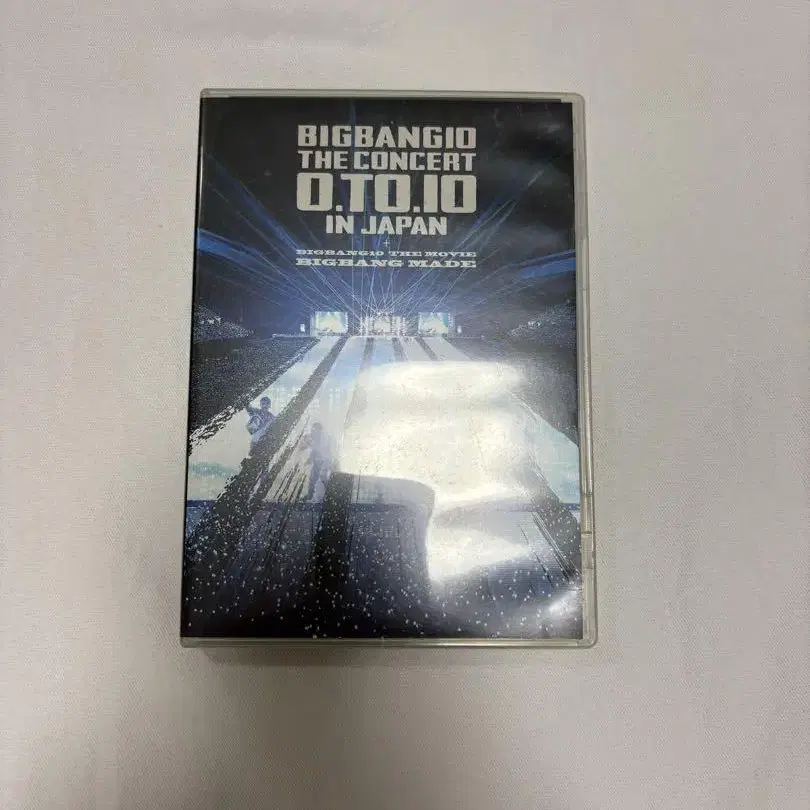 BIGBANG10
THE CONCERT
0.TO.10
IN JAPAN
+
BIGBANG10 THE MOVIE
BIGBANG MADE